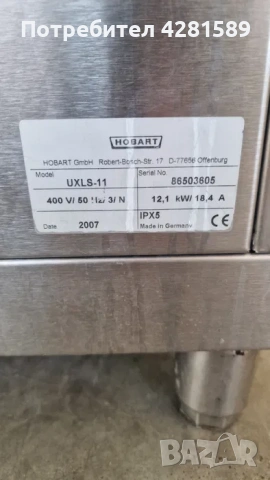 Потребител 4281589
HOBART
HOBART GmbH Robert-Bosch-Str. 17 D-77656 Offenburg
Model Serial No.
UXLS-11 86503605
400 V/ 50 Hz/ 3/ N 12,1 kW/ 18,4 A
Date 2007 IPX5
Made in Germany CE
bazar